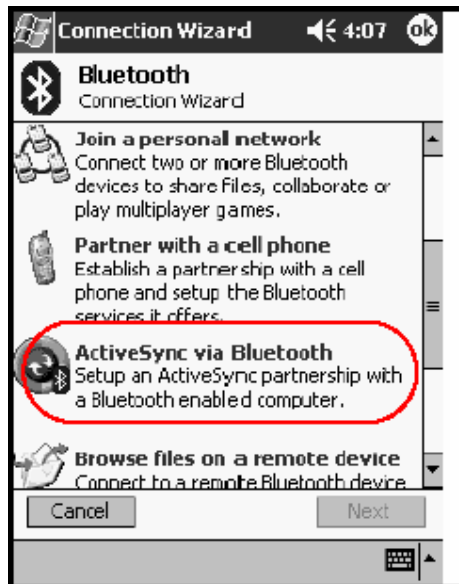 Connection Wizard 4:07 ok
Bluetooth
Connection Wizard
Join a personal network
Connect two or more Bluetooth
devices to share files, collaborate or
play multiplayer games.
Partner with a cell phone
Establish a partnership with a cell
phone and setup the Bluetooth
services it offers.
ActiveSync via Bluetooth
Setup an ActiveSync partnership with
a Bluetooth enabled computer.
Browse files on a remote device
Connect to a remote Bluetooth device
Cancel Next